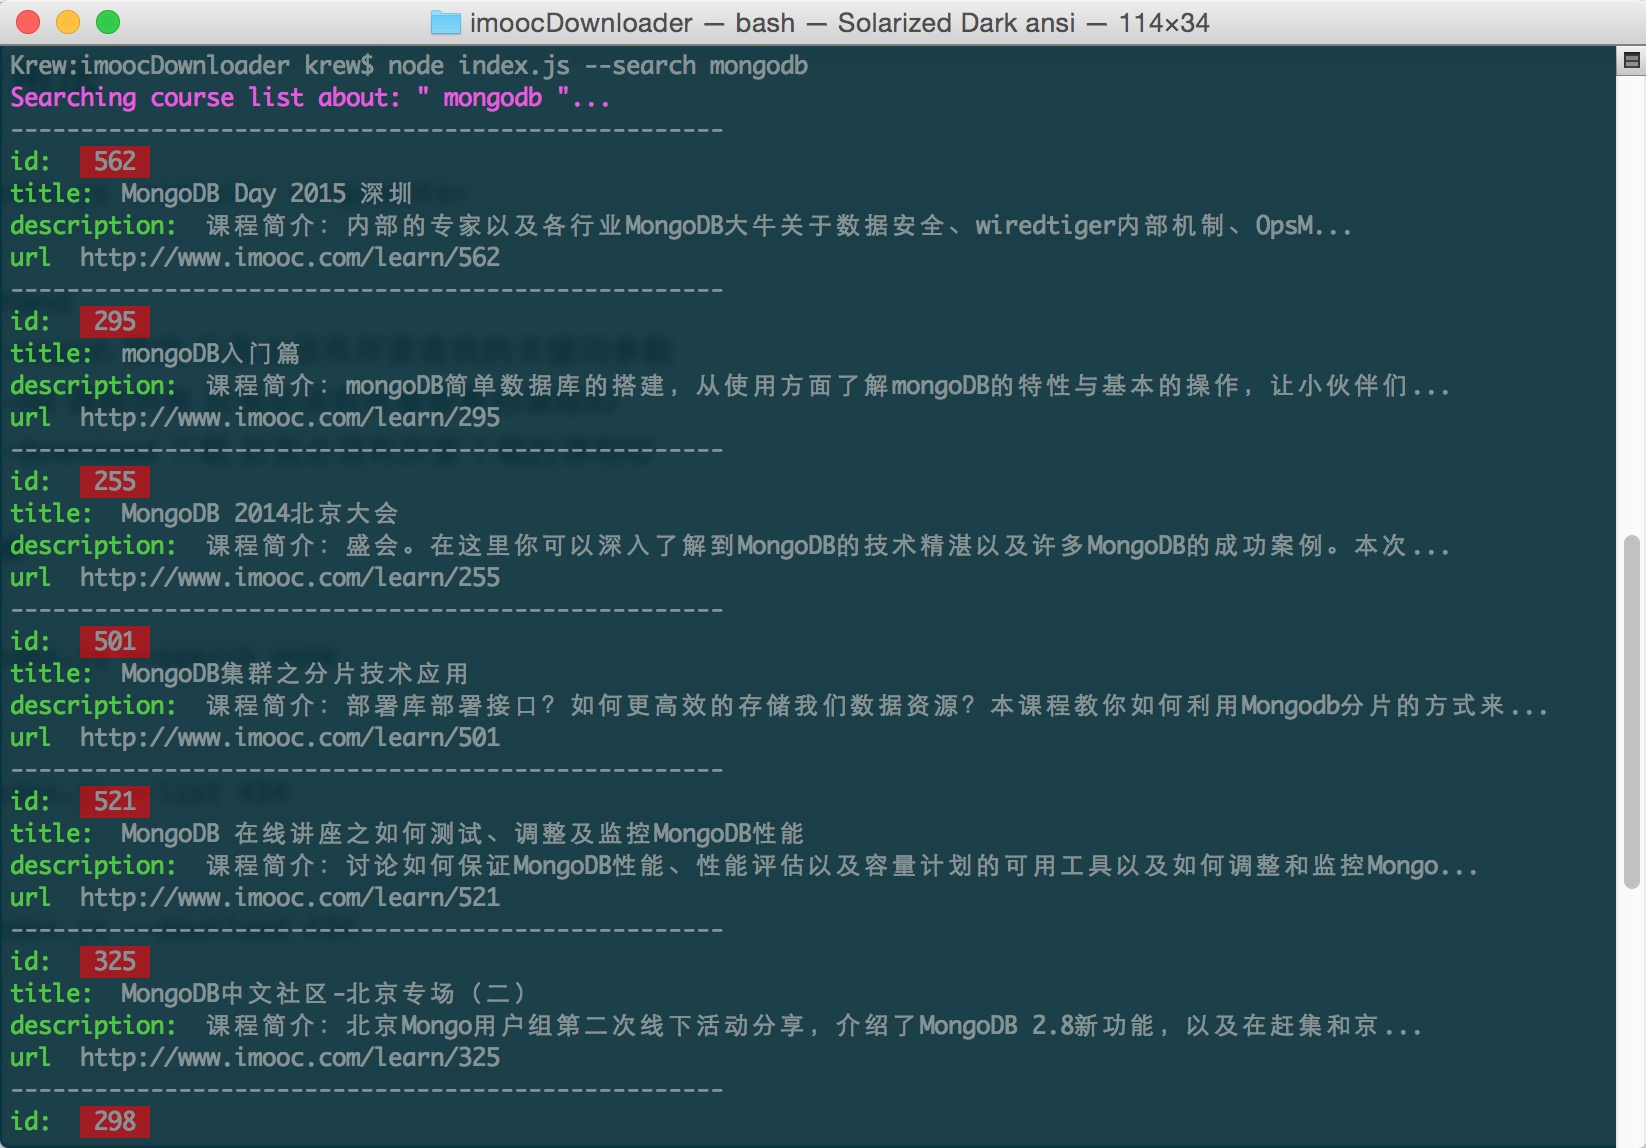 imoocDownloader — bash — Solarized Dark ansi — 114×34
Krew:imoocDownloader krew$ node index.js --search mongodb
Searching course list about: " mongodb "...
---------------------------------------------------
id: 562
title: MongoDB Day 2015 深圳
description: 课程简介：内部的专家以及各行业MongoDB大牛关于数据安全、wiredtiger内部机制、OpsM...
url http://www.imooc.com/learn/562
---------------------------------------------------
id: 295
title: mongoDB入门篇
description: 课程简介：mongoDB简单数据库的搭建，从使用方面了解mongoDB的特性与基本的操作，让小伙伴们...
url http://www.imooc.com/learn/295
---------------------------------------------------
id: 255
title: MongoDB 2014北京大会
description: 课程简介：盛会。在这里你可以深入了解到MongoDB的技术精湛以及许多MongoDB的成功案例。本次...
url http://www.imooc.com/learn/255
---------------------------------------------------
id: 501
title: MongoDB集群之分片技术应用
description: 课程简介：部署库部署接口？如何更高效的存储我们数据资源？本课程教你如何利用Mongodb分片的方式来...
url http://www.imooc.com/learn/501
---------------------------------------------------
id: 521
title: MongoDB 在线讲座之如何测试、调整及监控MongoDB性能
description: 课程简介：讨论如何保证MongoDB性能、性能评估以及容量计划的可用工具以及如何调整和监控Mongo...
url http://www.imooc.com/learn/521
---------------------------------------------------
id: 325
title: MongoDB中文社区-北京专场（二）
description: 课程简介：北京Mongo用户组第二次线下活动分享，介绍了MongoDB 2.8新功能，以及在赶集和京...
url http://www.imooc.com/learn/325
---------------------------------------------------
id: 298